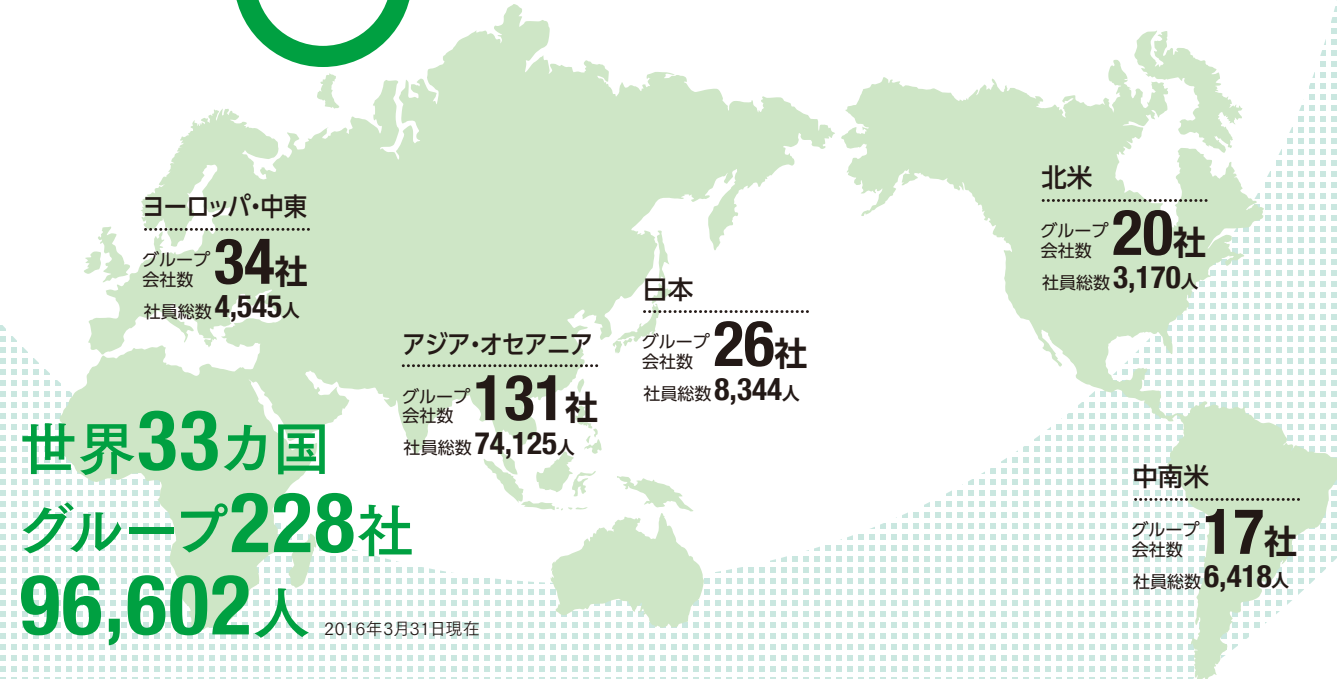 ヨーロッパ・中東
グループ
会社数 34社
社員総数 4,545人
アジア・オセアニア
グループ
会社数 131社
社員総数 74,125人
日本
グループ
会社数 26社
社員総数 8,344人
北米
グループ
会社数 20社
社員総数 3,170人
中南米
グループ
会社数 17社
社員総数 6,418人
世界33カ国
グループ228社
96,602人 2016年3月31日現在